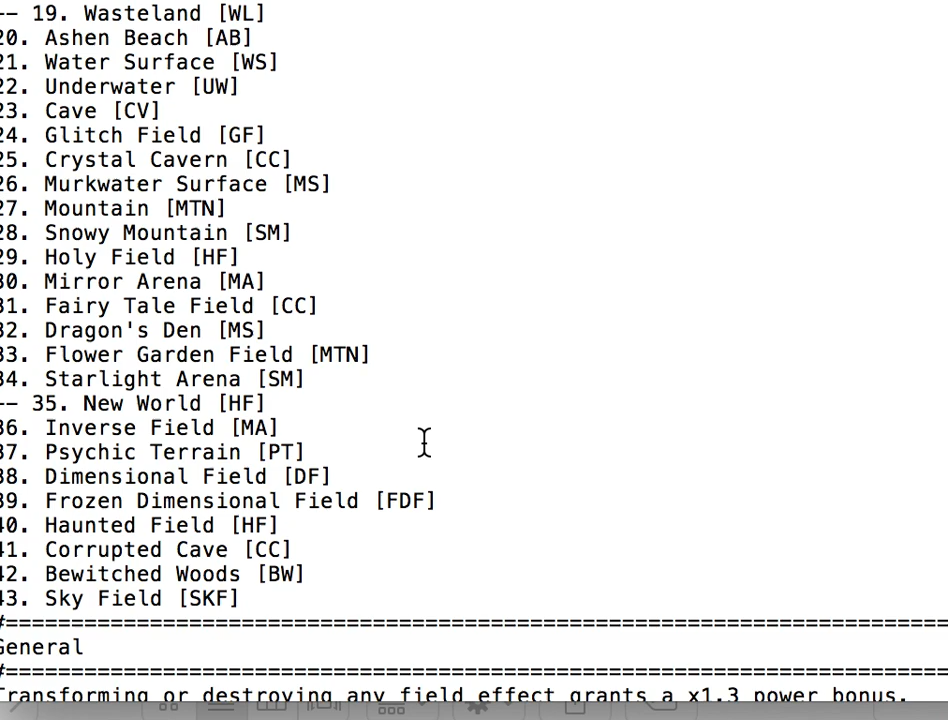 -- 19. Wasteland [WL]
20. Ashen Beach [AB]
21. Water Surface [WS]
22. Underwater [UW]
23. Cave [CV]
24. Glitch Field [GF]
25. Crystal Cavern [CC]
26. Murkwater Surface [MS]
27. Mountain [MTN]
28. Snowy Mountain [SM]
29. Holy Field [HF]
30. Mirror Arena [MA]
31. Fairy Tale Field [CC]
32. Dragon's Den [MS]
33. Flower Garden Field [MTN]
34. Starlight Arena [SM]
-- 35. New World [HF]
36. Inverse Field [MA]
37. Psychic Terrain [PT]
38. Dimensional Field [DF]
39. Frozen Dimensional Field [FDF]
40. Haunted Field [HF]
41. Corrupted Cave [CC]
42. Bewitched Woods [BW]
43. Sky Field [SKF]
#========================================================================
General
#========================================================================
Transforming or destroying any field effect grants a x1.3 power bonus.